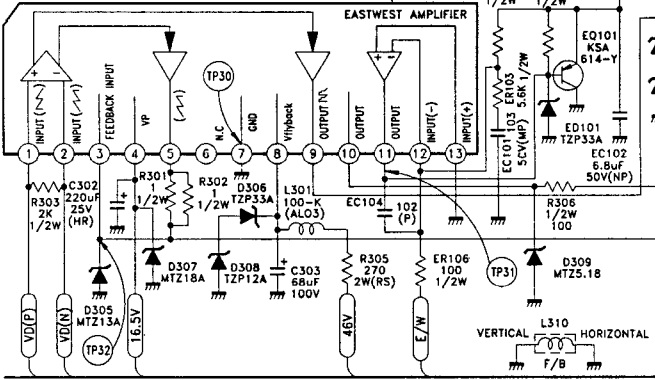 1/2W
1/2W
EASTWEST AMPLIFIER
EQ101
KSA
614-Y
TP30
INPUT
INPUT
FEEDBACK INPUT
VP
N.C
GND
Vflyback
OUTPUT
OUTPUT
OUTPUT
INPUT(-)
INPUT(+)
ER103
5.6K 1/2W
EC101 103
ED101
TZP33A
EC102
6.8uF
50V(NP)
1 2 3 4 5 6 7 8 9 10 11 12 13
R303
2K
1/2W
C302
220uF
25V
(HR)
R301
1
1/2W
R302
1
1/2W
D306
TZP33A
L301
100-K
(AL03)
EC104
102
(P)
R306
1/2W
100
D305
MTZ13A
D307
MTZ18A
D308
TZP12A
C303
68uF
100V
R305
270
2W(RS)
ER106
100
1/2W
TP31
D309
MTZ5.1B
VD(P)
VD(N)
TP32
16.5V
46V
E/W
VERTICAL
L310
HORIZONTAL
F/B